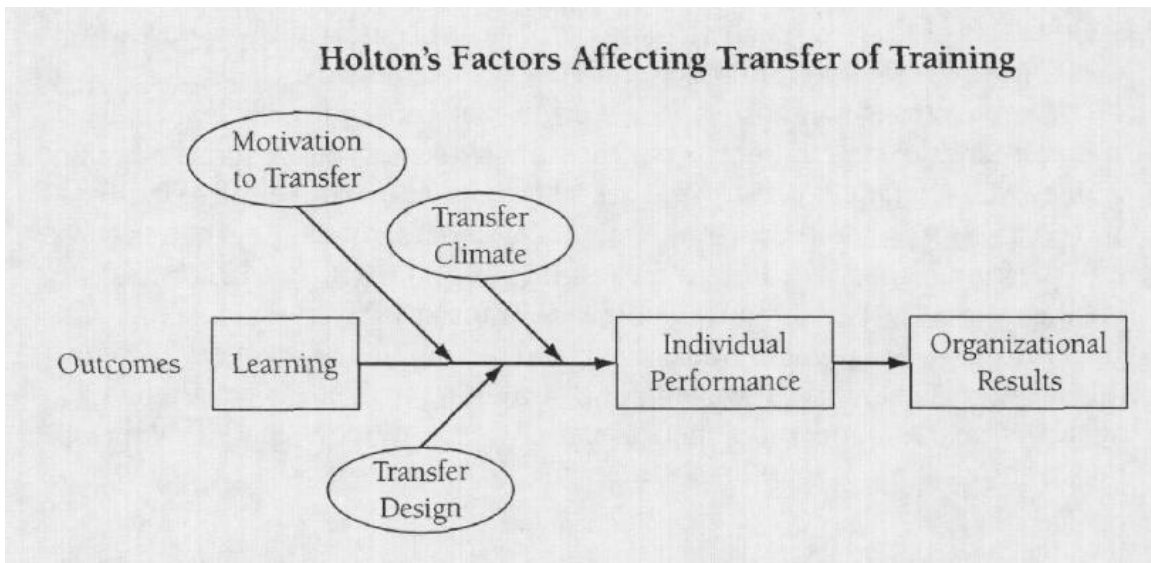 Holton's Factors Affecting Transfer of Training
Motivation
to Transfer
Transfer
Climate
Outcomes
Learning
Individual
Performance
Organizational
Results
Transfer
Design